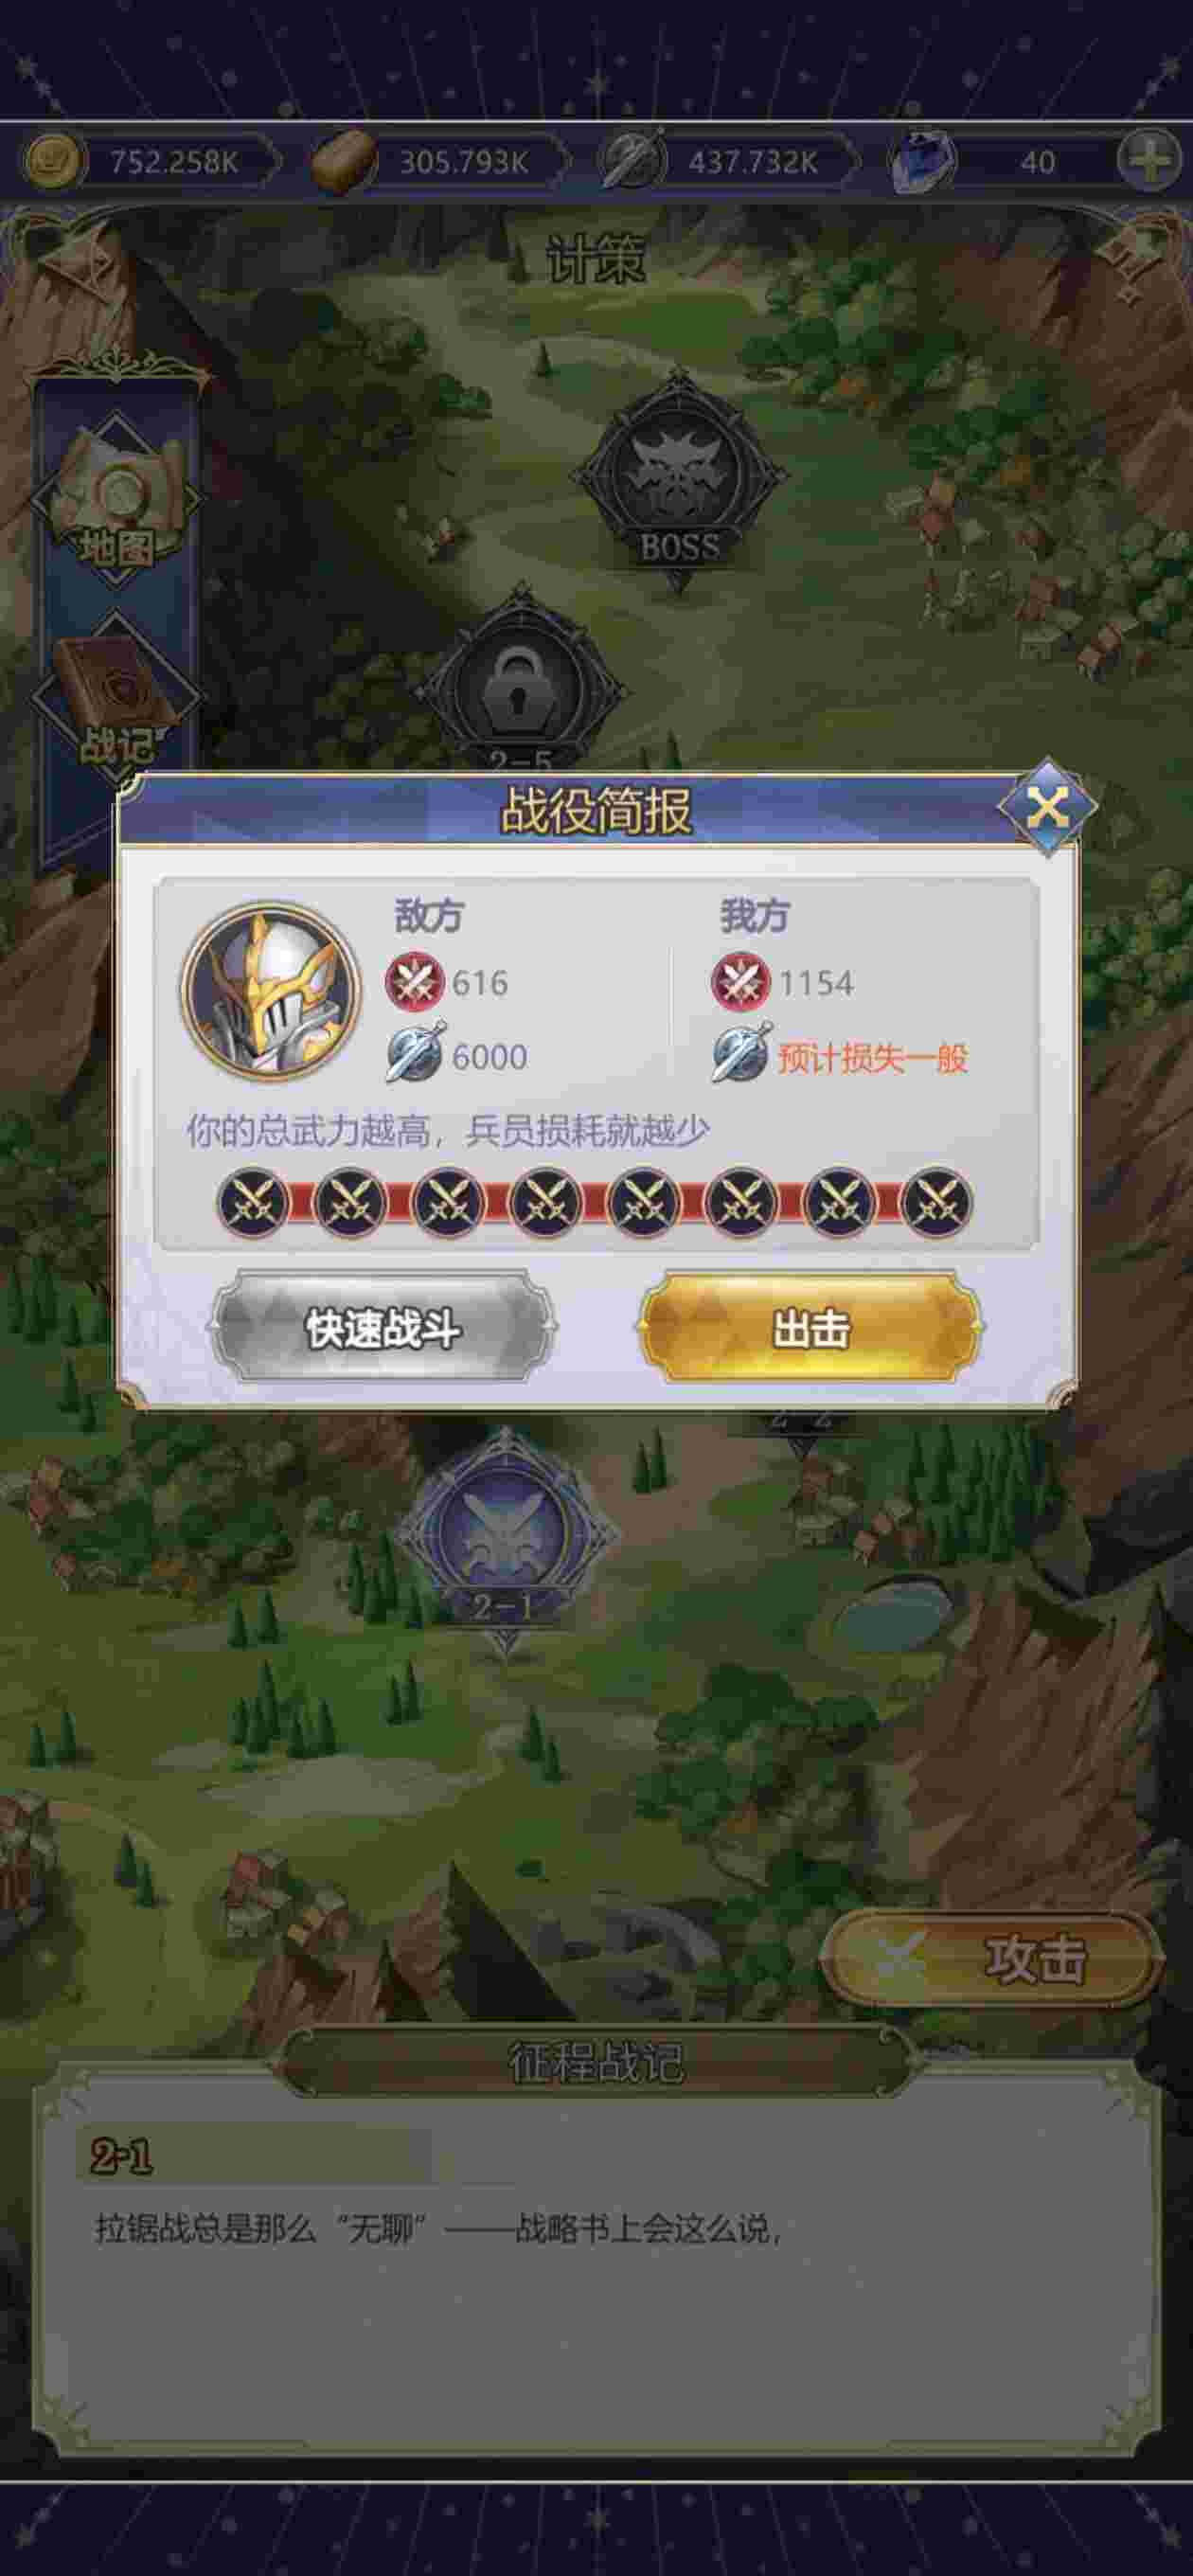 752.258K 305.793K 437.732K 40
计策
地图
BOSS
战记
2-5
战役简报
敌方
我方
616
1154
6000
预计损失一般
你的总武力越高，兵员损耗就越少
快速战斗
出击
2-2
2-1
攻击
征程战记
2-1
拉锯战总是那么“无聊”——战略书上会这么说，